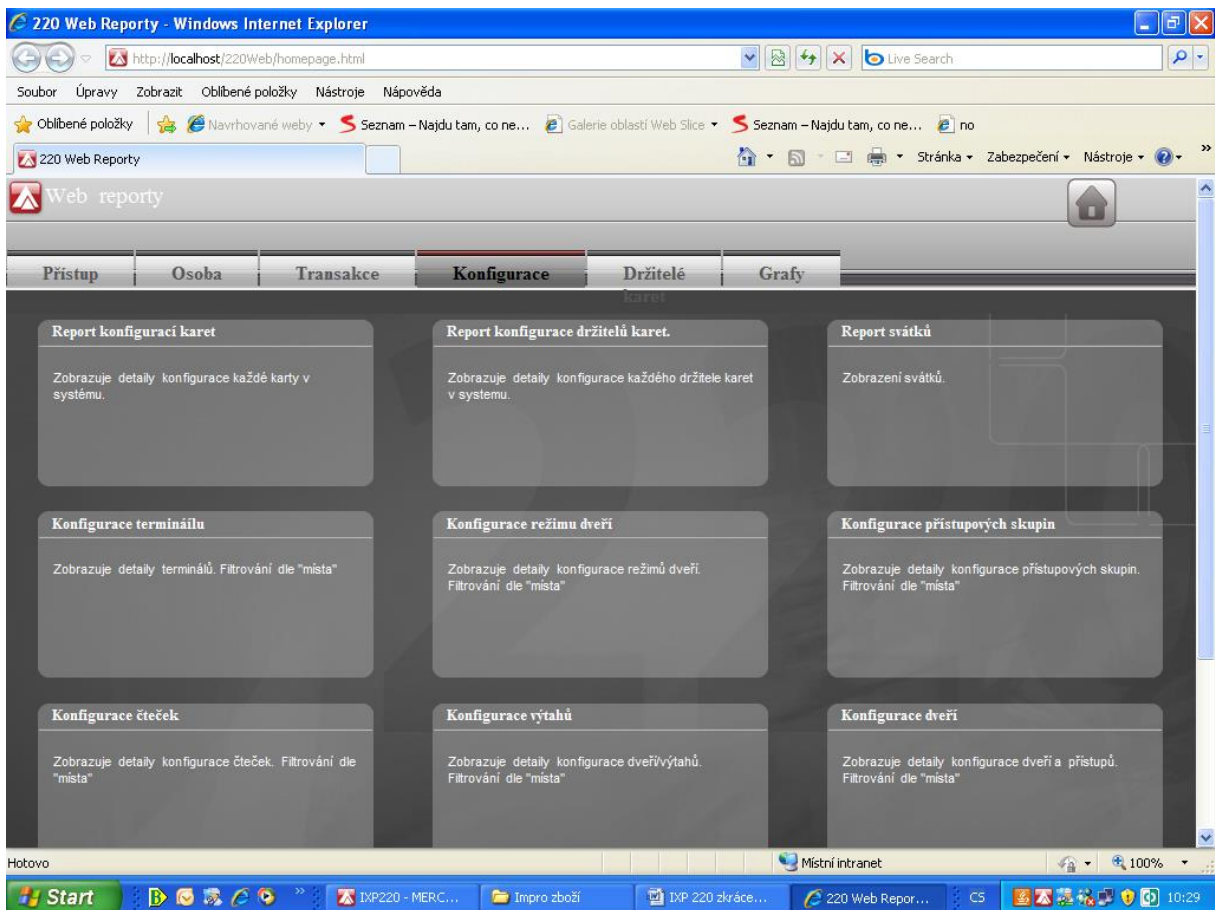 220 Web Reporty - Windows Internet Explorer
http://localhost/220Web/homepage.html
Live Search
Soubor Úpravy Zobrazit Oblíbené položky Nástroje Nápověda
Oblíbené položky Navrhované weby Seznam – Najdu tam, co ne... Galerie oblastí Web Slice Seznam – Najdu tam, co ne... no
220 Web Reporty
Stránka Zabezpečení Nástroje »
Web reporty
Přístup Osoba Transakce Konfigurace Držitelé karet Grafy
Report konfigurací karet
Zobrazuje detaily konfigurace každé karty v
systému.
Report konfigurace držitelů karet.
Zobrazuje detaily konfigurace každého držitele karet
v systemu.
Report svátků
Zobrazení svátků.
Konfigurace termináílu
Zobrazuje detaily terminálů. Filtrování dle "místa"
Konfigurace režimu dveří
Zobrazuje detaily konfigurace režimů dveří.
Filtrování dle "místa"
Konfigurace přístupových skupin
Zobrazuje detaily konfigurace přístupových skupin.
Filtrování dle "místa"
Konfigurace čteček
Zobrazuje detaily konfigurace čteček. Filtrování dle
"místa"
Konfigurace výtahů
Zobrazuje detaily konfigurace dveří/výtahů.
Filtrování dle "místa"
Konfigurace dveří
Zobrazuje detaily konfigurace dveří a přístupů.
Filtrování dle "místa"
Hotovo Místní intranet 100%
Start » IXP220 - MERC... Impro zboží IXP 220 zkráce... 220 Web Repor... CS 10:29